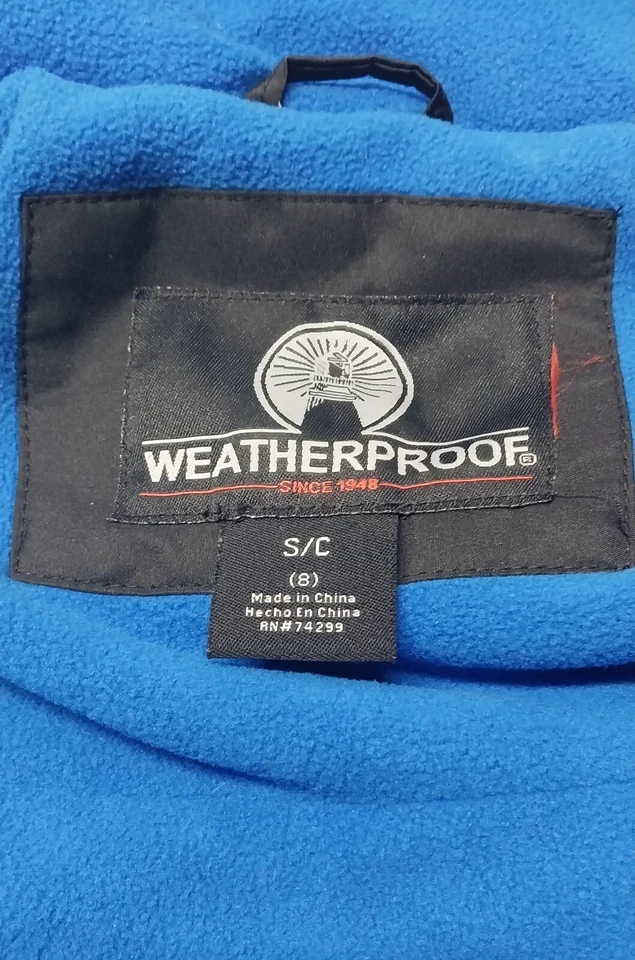 WEATHERPROOF®
SINCE 1948
S/C
(8)
Made in China
Hecho En China
RN#74299